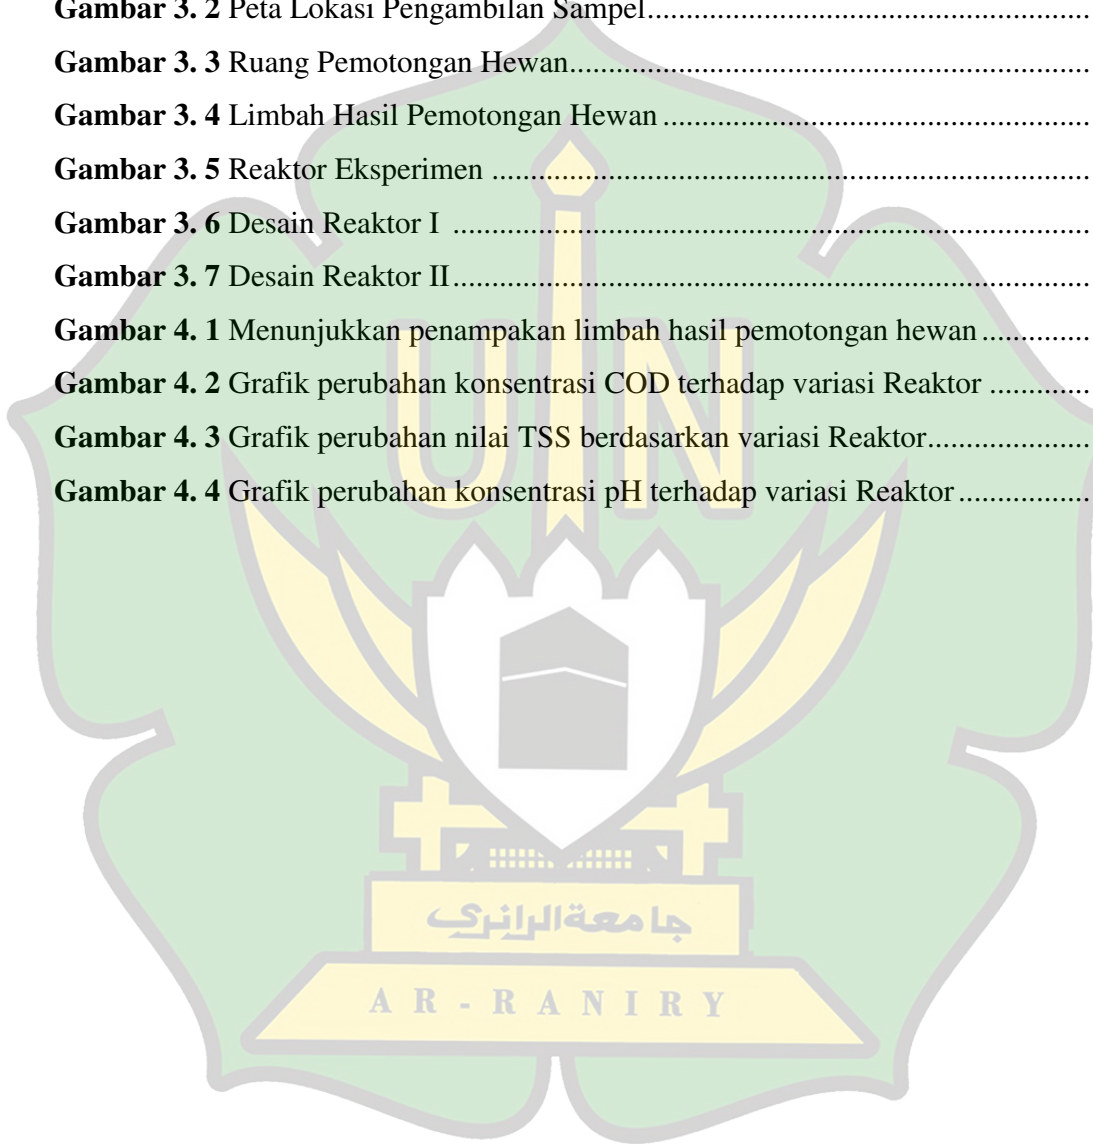 Gambar 3. 2 Peta Lokasi Pengambilan Sampel..........................................................
Gambar 3. 3 Ruang Pemotongan Hewan....................................................................
Gambar 3. 4 Limbah Hasil Pemotongan Hewan .......................................................
Gambar 3. 5 Reaktor Eksperimen ..............................................................................
Gambar 3. 6 Desain Reaktor I ...................................................................................
Gambar 3. 7 Desain Reaktor II...................................................................................
Gambar 4. 1 Menunjukkan penampakan limbah hasil pemotongan hewan..............
Gambar 4. 2 Grafik perubahan konsentrasi COD terhadap variasi Reaktor .............
Gambar 4. 3 Grafik perubahan nilai TSS berdasarkan variasi Reaktor.....................
Gambar 4. 4 Grafik perubahan konsentrasi pH terhadap variasi Reaktor .................
UIN
جامعة الرانري
AR-RANIRY